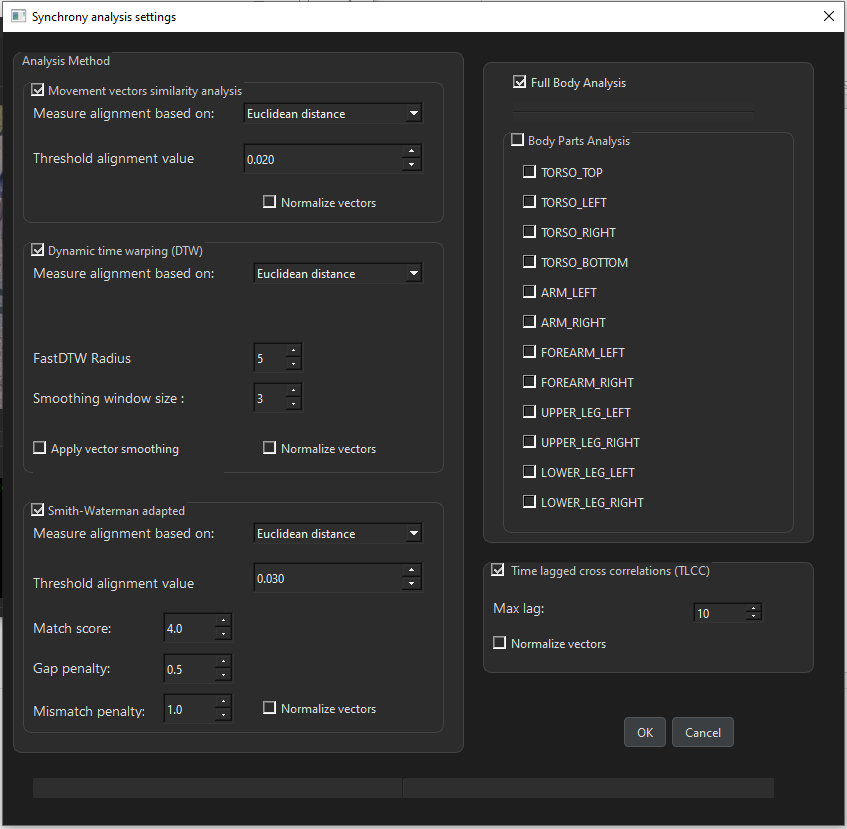 Synchrony analysis settings
Analysis Method
Movement vectors similarity analysis
Measure alignment based on: Euclidean distance
Threshold alignment value 0.020
Normalize vectors
Dynamic time warping (DTW)
Measure alignment based on: Euclidean distance
FastDTW Radius 5
Smoothing window size : 3
Apply vector smoothing Normalize vectors
Smith-Waterman adapted
Measure alignment based on: Euclidean distance
Threshold alignment value 0.030
Match score: 4.0
Gap penalty: 0.5
Mismatch penalty: 1.0 Normalize vectors
Full Body Analysis
Body Parts Analysis
TORSO_TOP
TORSO_LEFT
TORSO_RIGHT
TORSO_BOTTOM
ARM_LEFT
ARM_RIGHT
FOREARM_LEFT
FOREARM_RIGHT
UPPER_LEG_LEFT
UPPER_LEG_RIGHT
LOWER_LEG_LEFT
LOWER_LEG_RIGHT
Time lagged cross correlations (TLCC)
Max lag: 10
Normalize vectors
OK Cancel